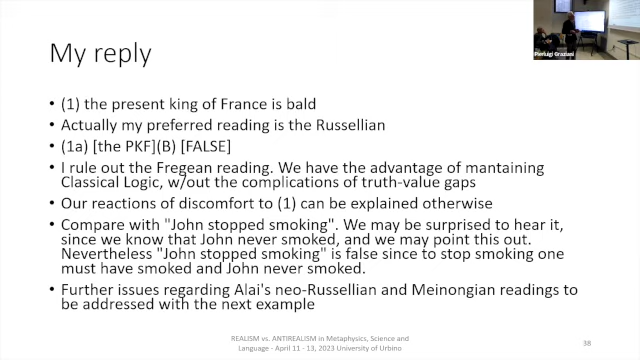 My reply
• (1) the present king of France is bald
• Actually my preferred reading is the Russellian
• (1a) [the PKF](B) [FALSE]
• I rule out the Fregean reading. We have the advantage of mantaining
Classical Logic, w/out the complications of truth-value gaps
• Our reactions of discomfort to (1) can be explained otherwise
• Compare with "John stopped smoking". We may be surprised to hear it,
since we know that John never smoked, and we may point this out.
Nevertheless "John stopped smoking" is false since to stop smoking one
must have smoked and John never smoked.
• Further issues regarding Alai's neo-Russellian and Meinongian readings to
be addressed with the next example
REALISM vs. ANTIREALISM in Metaphysics, Science and
Language - April 11 - 13, 2023 University of Urbino
38
Pierluigi Graziani